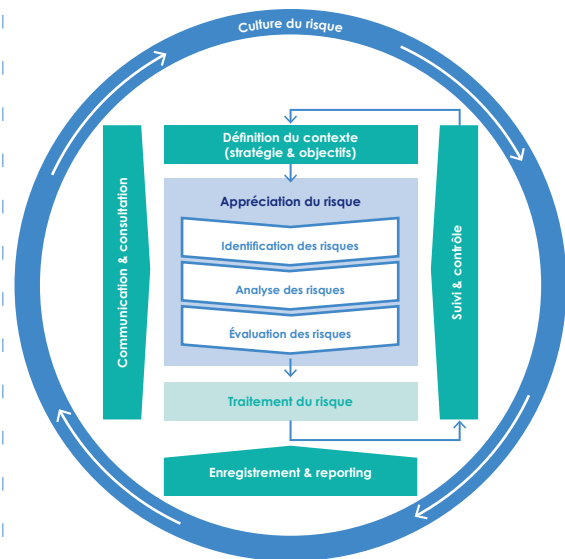 Culture du risque
Définition du contexte
(stratégie & objectifs)
Appréciation du risque
Identification des risques
Analyse des risques
Évaluation des risques
Traitement du risque
Communication & consultation
Suivi & contrôle
Enregistrement & reporting